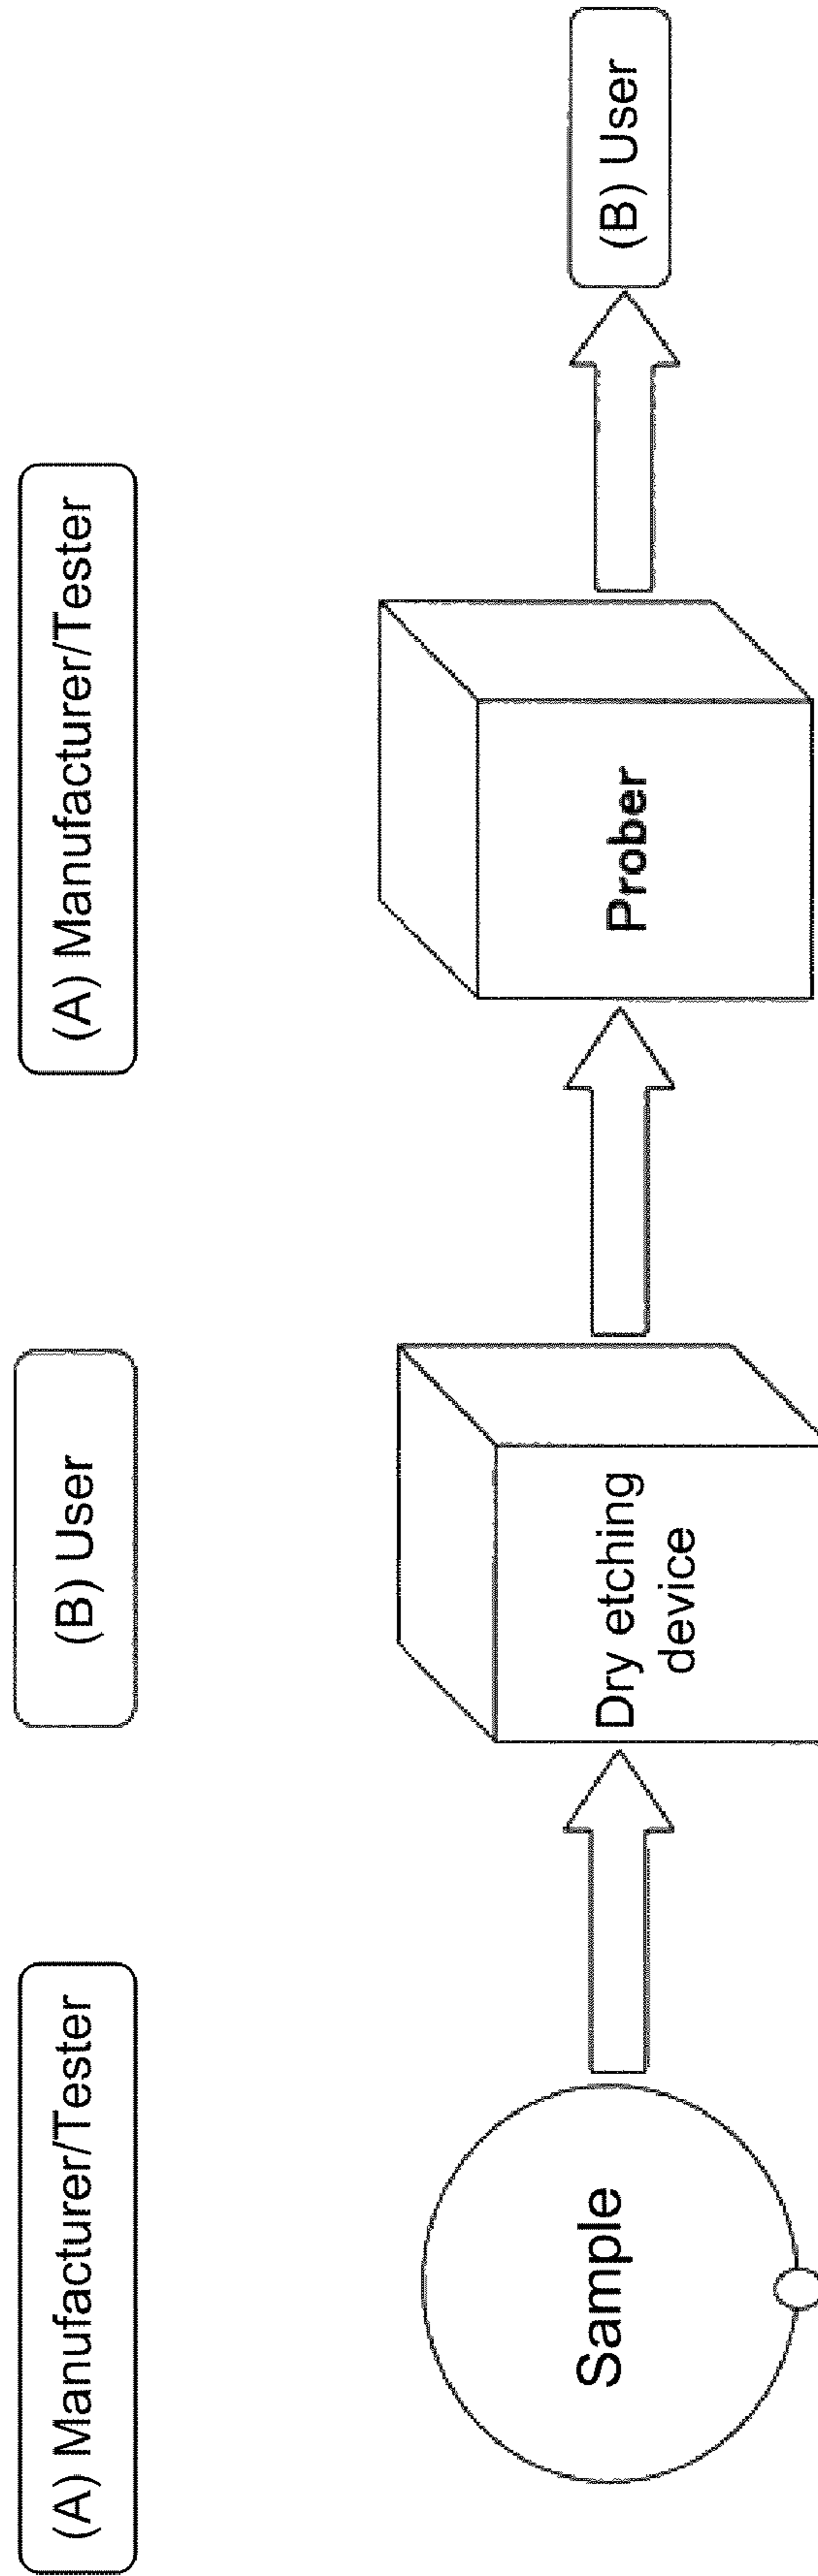 (A) Manufacturer/Tester
(B) User
(A) Manufacturer/Tester
Sample
Dry etching
device
Prober
(B) User